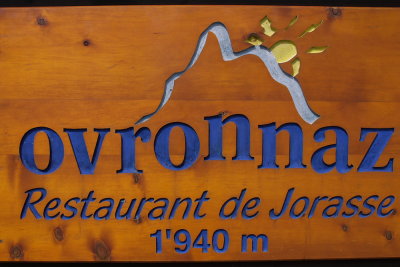 ovronnaz
Restaurant de Jorasse
1'940 m